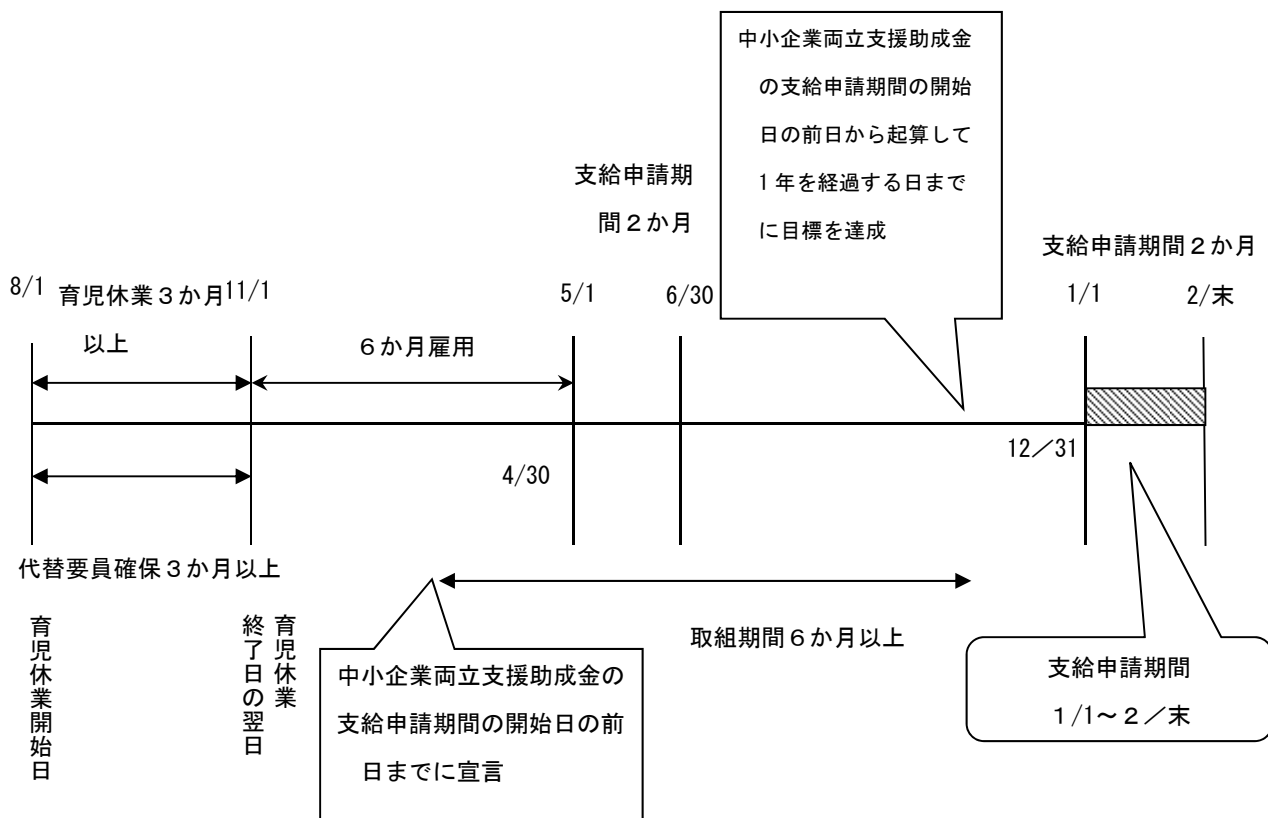 中小企業両立支援助成金
の支給申請期間の開始
日の前日から起算して
1年を経過する日まで
に目標を達成
支給申請期
間２か月
支給申請期間２か月
8/1
育児休業３か月
以上
11/1
６か月雇用
5/1
6/30
1/1
2/末
4/30
12／31
代替要員確保３か月以上
育児休業開始日
育児休業
終了日の翌日
中小企業両立支援助成金の
支給申請期間の開始日の前
日までに宣言
取組期間６か月以上
支給申請期間
１/1～２／末